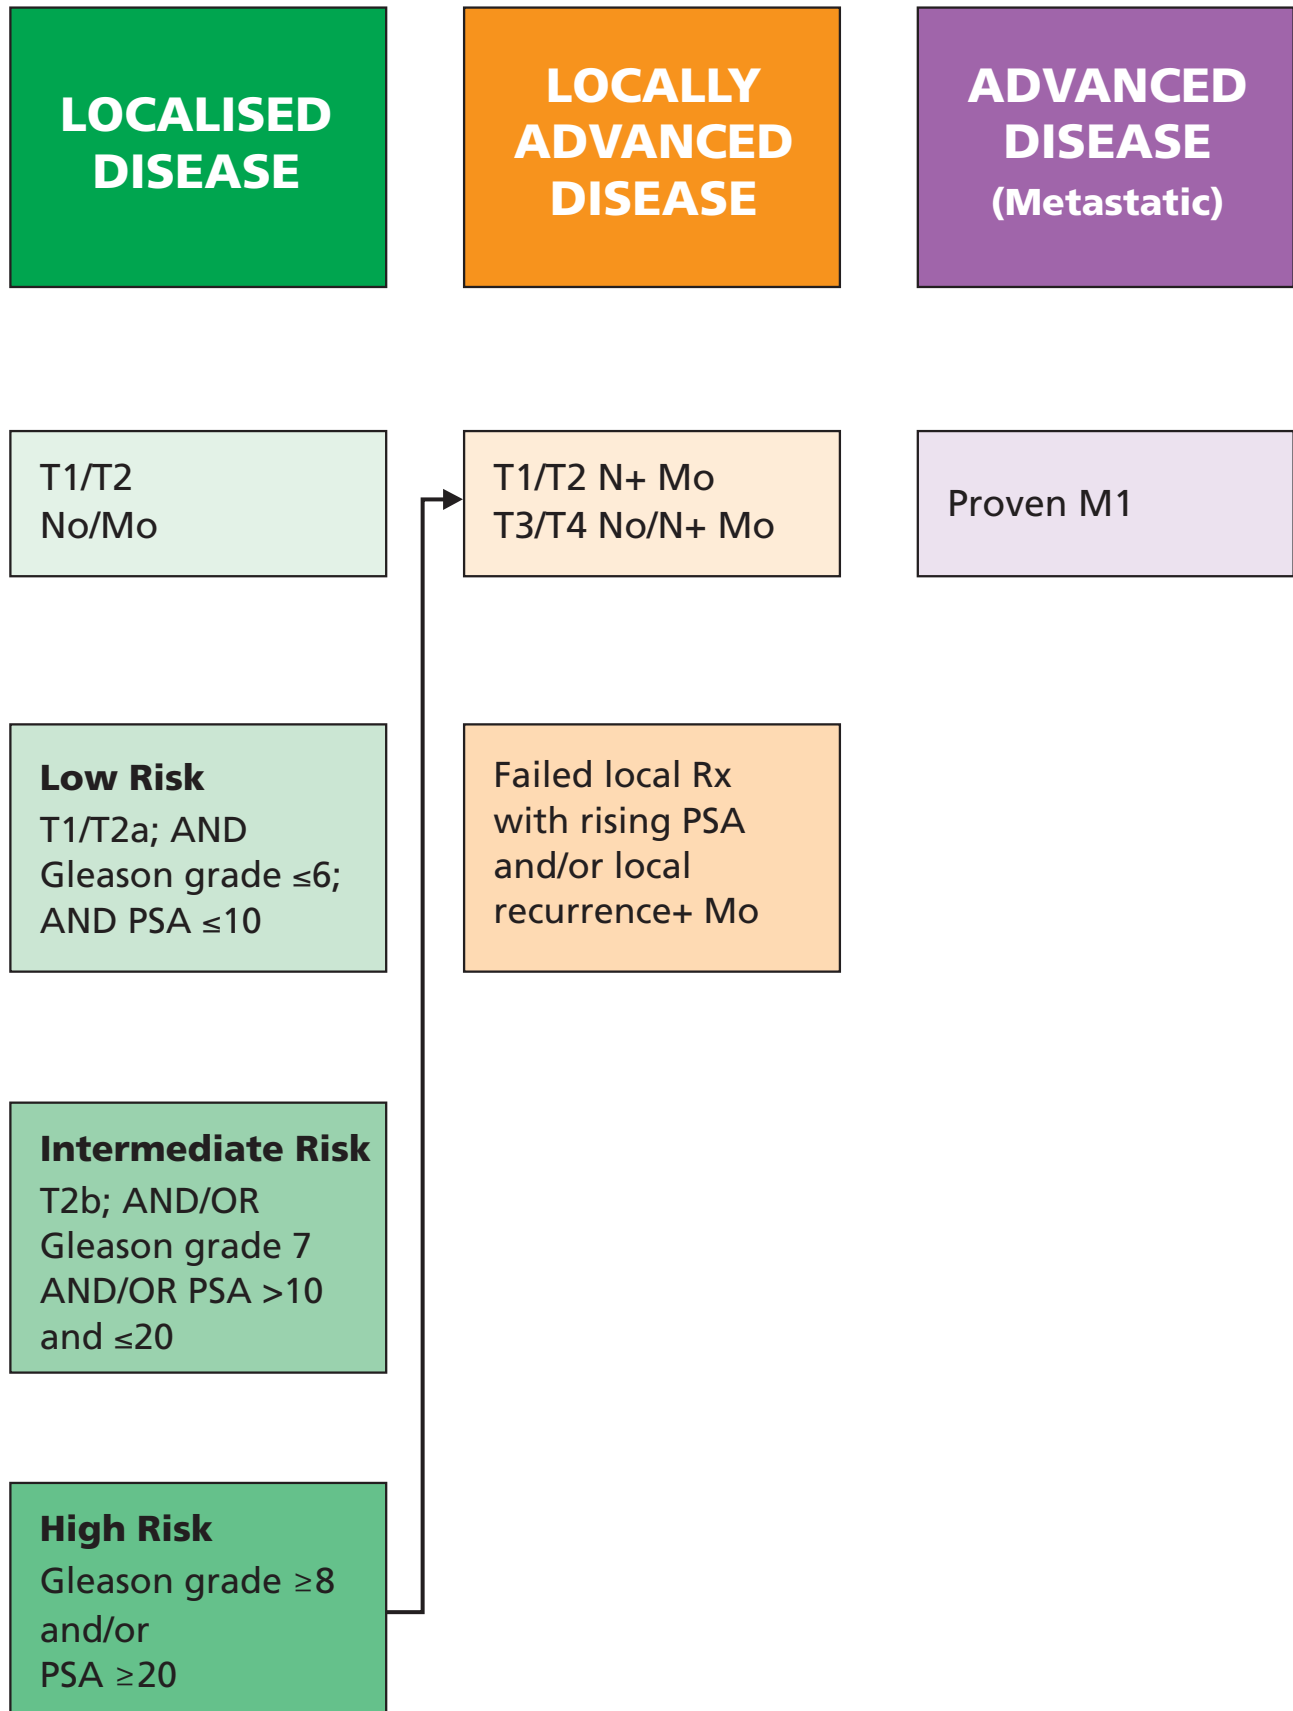 LOCALISED
DISEASE
LOCALLY
ADVANCED
DISEASE
ADVANCED
DISEASE
(Metastatic)
T1/T2
No/Mo
T1/T2 N+ Mo
T3/T4 No/N+ Mo
Proven M1
Low Risk
T1/T2a; AND
Gleason grade ≤6;
AND PSA ≤10
Failed local Rx
with rising PSA
and/or local
recurrence+ Mo
Intermediate Risk
T2b; AND/OR
Gleason grade 7
AND/OR PSA >10
and ≤20
High Risk
Gleason grade ≥8
and/or
PSA ≥20